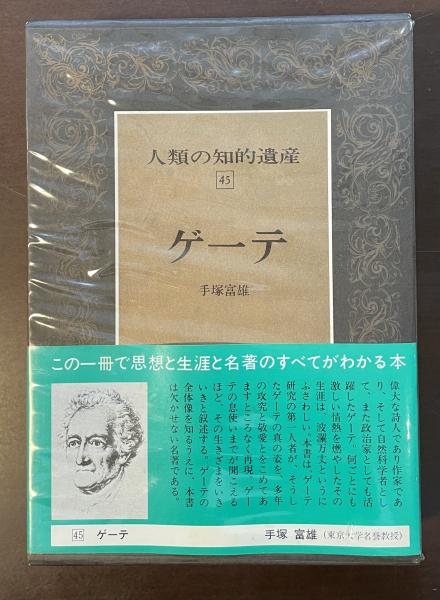 人類の知的遺産
45
ゲーテ
手塚富雄
この一冊で思想と生涯と名著のすべてがわかる本
偉大な詩人であり作家であ
り、そして自然科学者とし
て、また政治家としても活
躍したゲーテ。何ごとにも
激しい情熱を燃やしたその
生涯は、波瀾万丈というに
ふさわしい。本書は、ゲーテ
研究の第一人者が、そうし
たゲーテの真の姿を、多年
の攻究と敬愛とをこめてあ
ますところなく再現、ゲー
テの息使いまでが聞こえる
ほど、その生きざまをいき
いきと叙述する。ゲーテの
全体像を知るうえに、本書
は欠かせない名著である。
45 ゲーテ
手塚 富雄 (東京大学名誉教授)